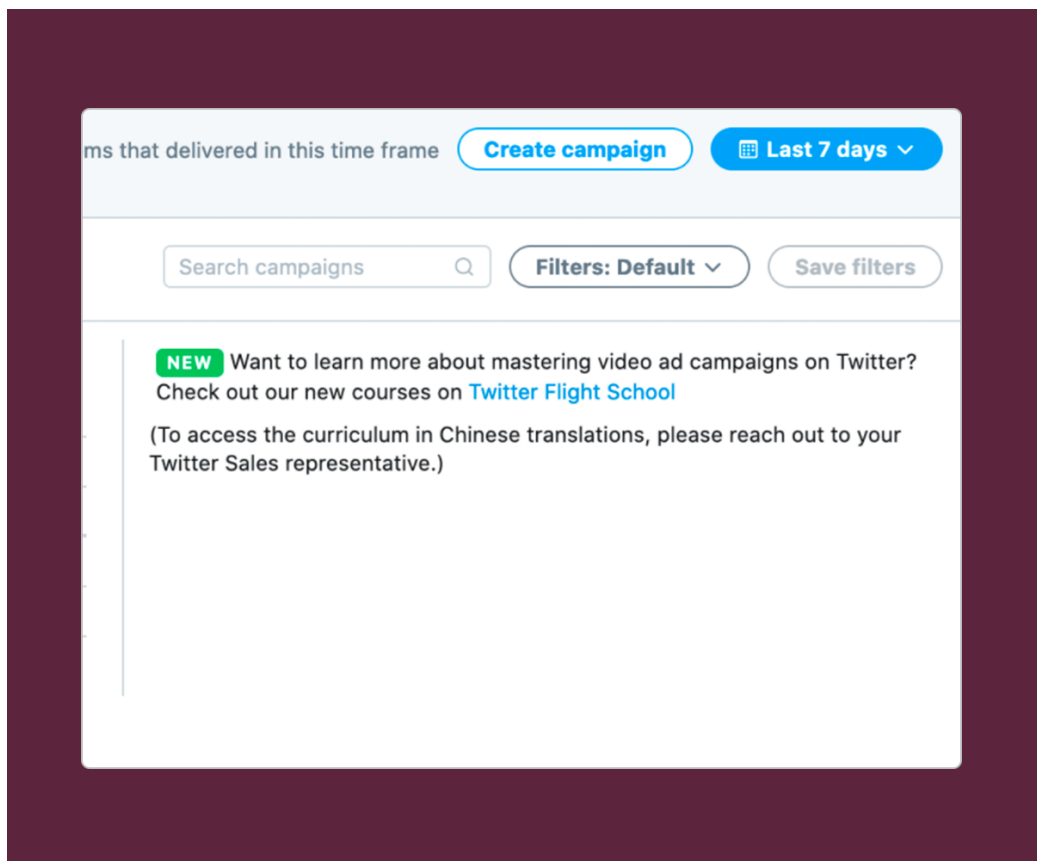 ms that delivered in this time frame
Create campaign
Last 7 days
Search campaigns
Filters: Default
Save filters
NEW Want to learn more about mastering video ad campaigns on Twitter?
Check out our new courses on Twitter Flight School
(To access the curriculum in Chinese translations, please reach out to your
Twitter Sales representative.)